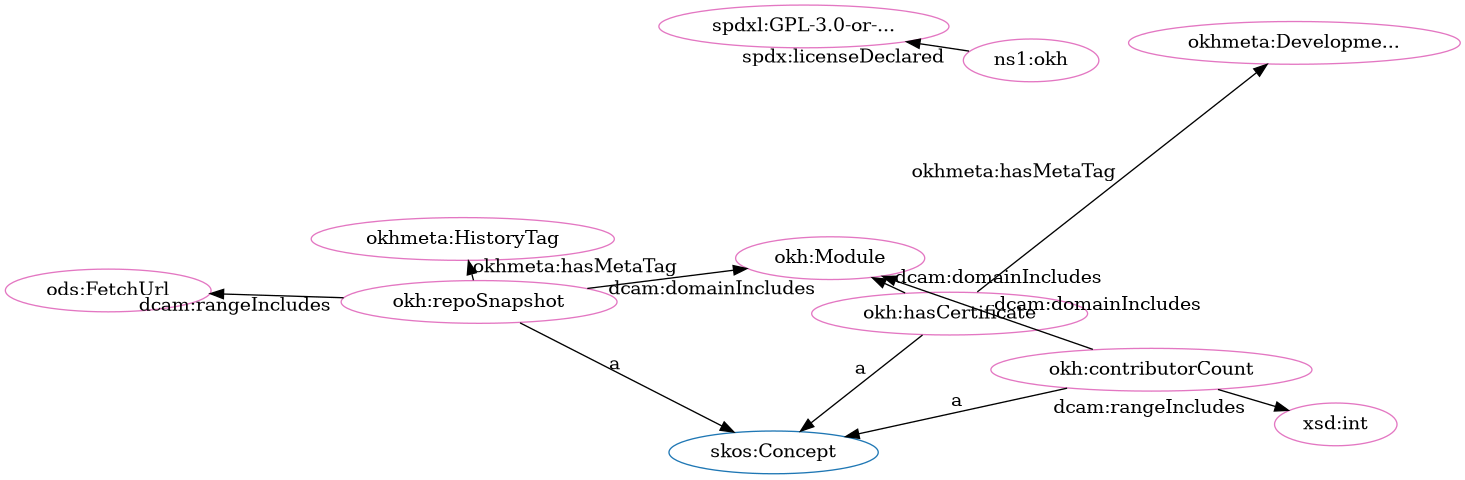 spdxl:GPL-3.0-or-...
okhmeta:Developme...
spdx:licenseDeclared
ns1:okh
okhmeta:hasMetaTag
okhmeta:HistoryTag
okh:Module
okhmeta:hasMetaTag
dcam:domainIncludes
ods:FetchUrl
dcam:rangeIncludes
okh:repoSnapshot
dcam:domainIncludes
dcam:domainIncludes
okh:hasCertificate
a
a
okh:contributorCount
a
dcam:rangeIncludes
xsd:int
skos:Concept